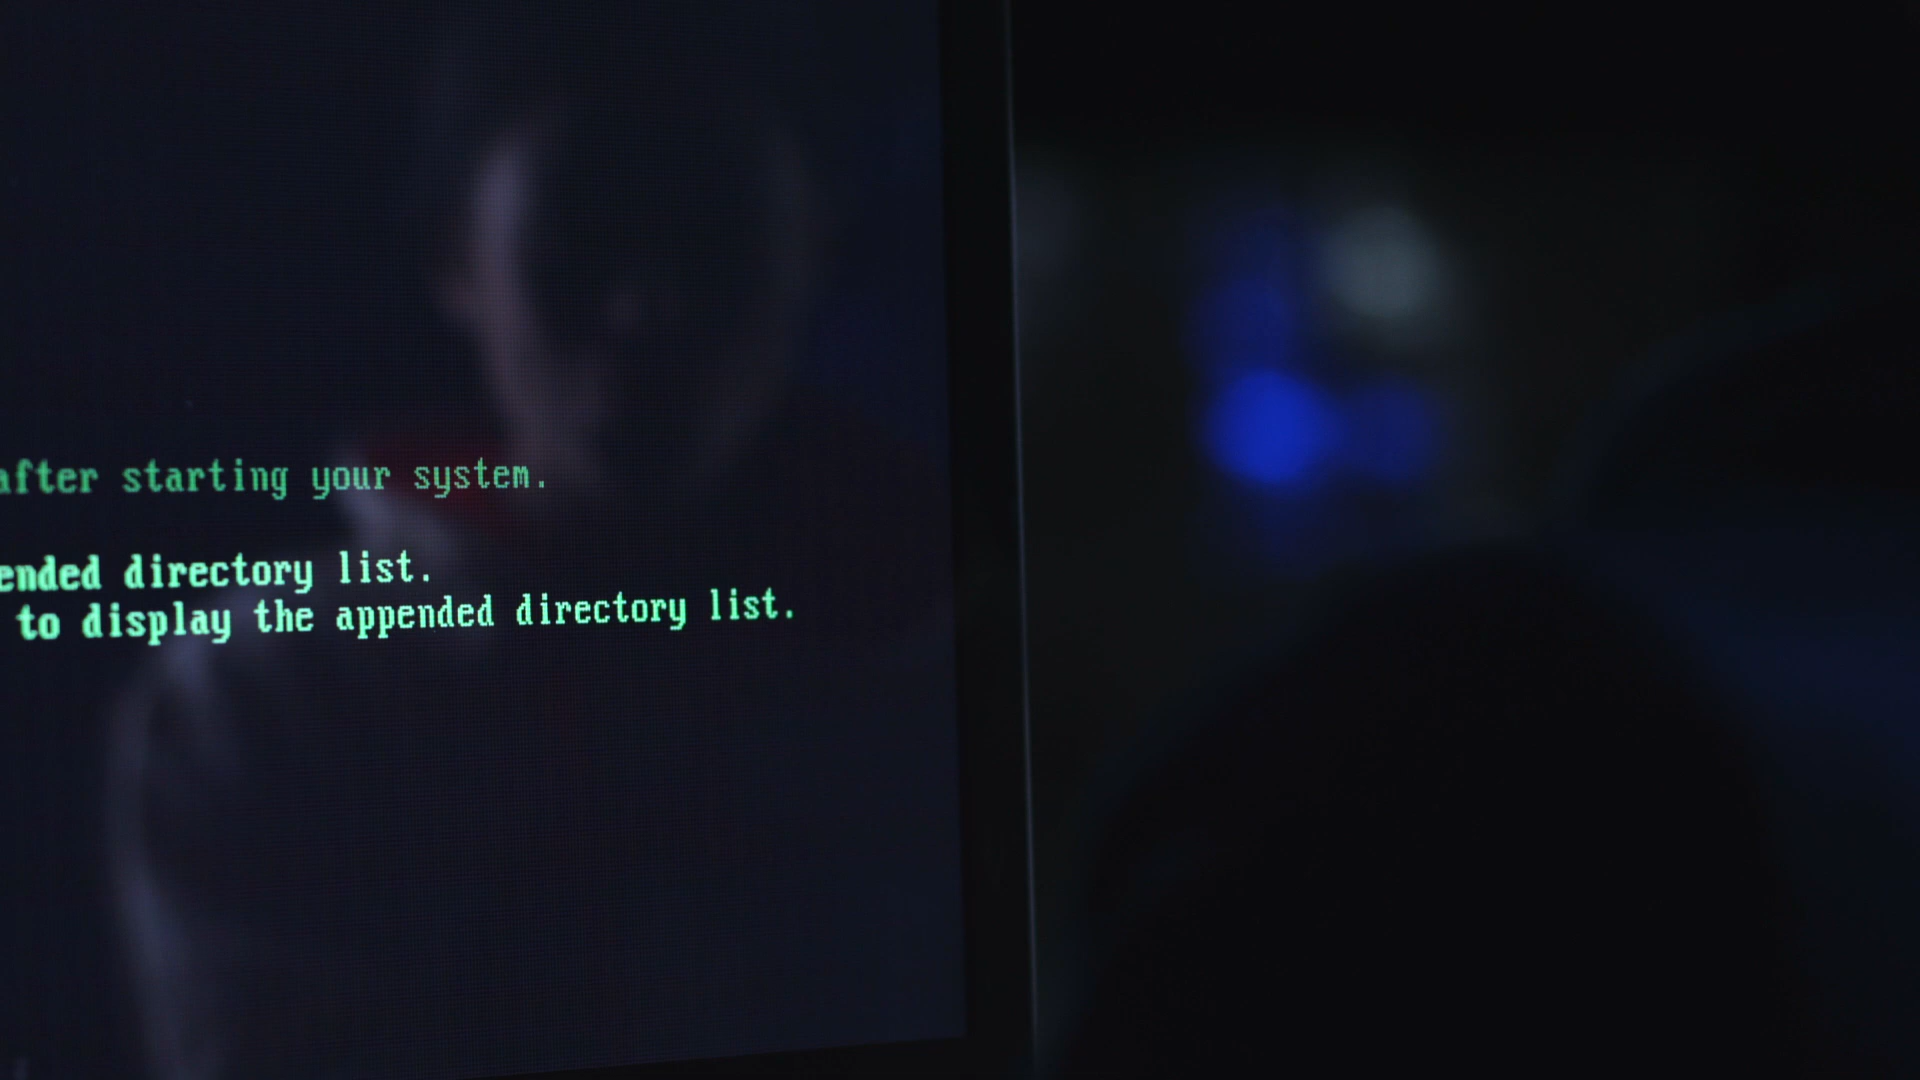 after starting your system.
ended directory list.
to display the appended directory list.